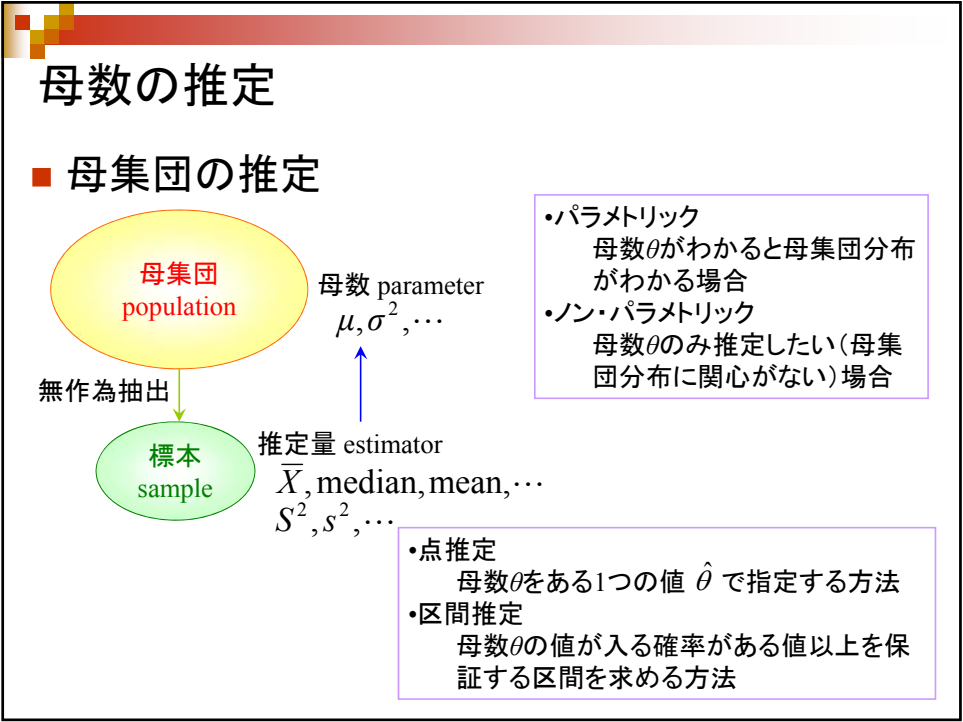 母数の推定
■ 母集団の推定
母集団
population
母数 parameter
μ,σ²,⋯
無作為抽出
標本
sample
推定量 estimator
X̅,median,mean,⋯
S²,s²,⋯
•パラメトリック
母数θがわかると母集団分布
がわかる場合
•ノン・パラメトリック
母数θのみ推定したい（母集
団分布に関心がない）場合
•点推定
母数θをある1つの値 θ̂ で指定する方法
•区間推定
母数θの値が入る確率がある値以上を保
証する区間を求める方法